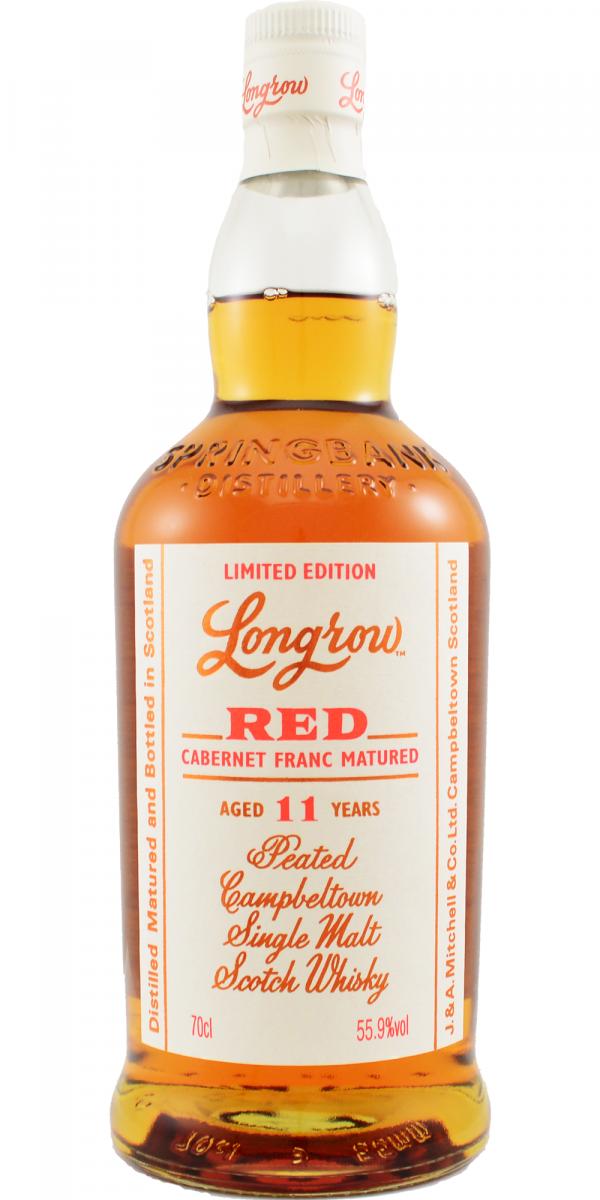 Longrow Lo
SPRINGBANK
· DISTILLERY ·
LIMITED EDITION
Longrow™
RED
CABERNET FRANC MATURED
AGED 11 YEARS
Peated
Campbeltown
Single Malt
Scotch Whisky
70cl 55.9%vol
Distilled Matured and Bottled in Scotland
J. & A. Mitchell & Co. Ltd. Campbeltown Scotland